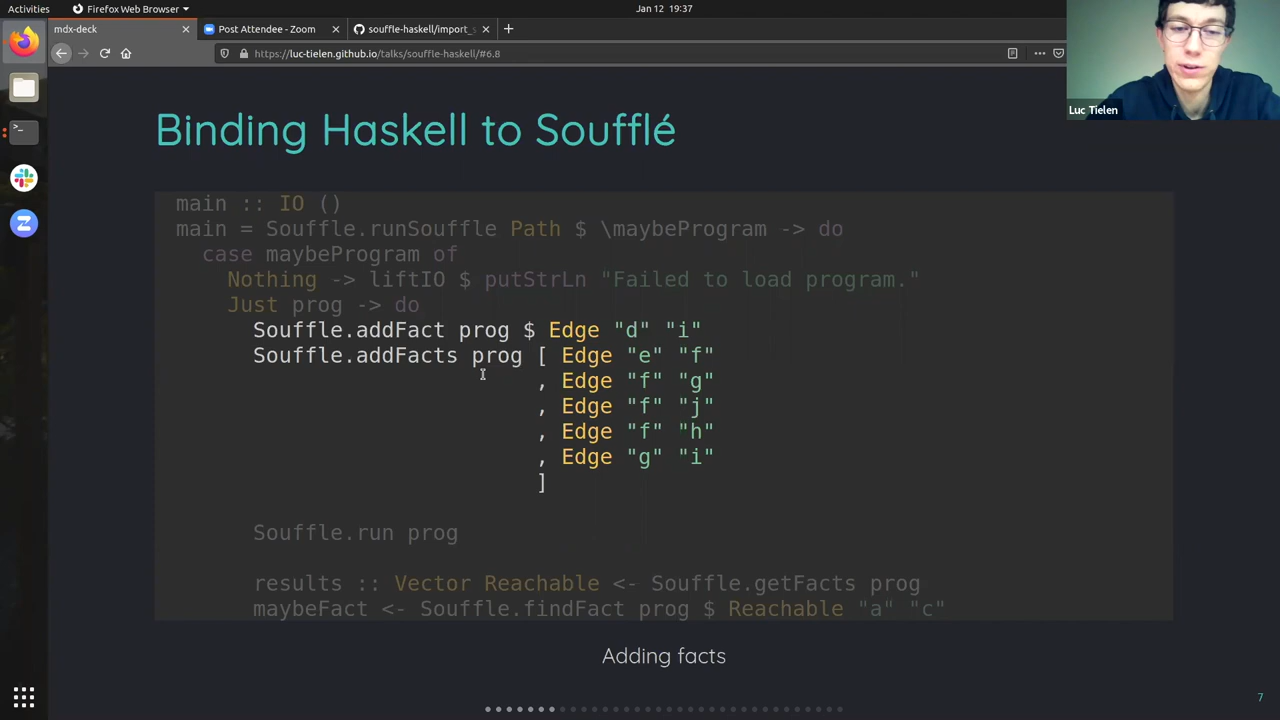 Activities
Firefox Web Browser
Jan 12 19:37
mdx-deck
Post Attendee - Zoom
souffle-haskell/import_s
https://luc-tielen.github.io/talks/souffle-haskell/#6.8
Luc Tielen
Binding Haskell to Soufflé
main :: IO ()
main = Souffle.runSouffle Path $ \maybeProgram -> do
case maybeProgram of
Nothing -> liftIO $ putStrLn "Failed to load program."
Just prog -> do
Souffle.addFact prog $ Edge "d" "i"
Souffle.addFacts prog [ Edge "e" "f"
, Edge "f" "g"
, Edge "f" "j"
, Edge "f" "h"
, Edge "g" "i"
]
Souffle.run prog
results :: Vector Reachable <- Souffle.getFacts prog
maybeFact <- Souffle.findFact prog $ Reachable "a" "c"
Adding facts
7